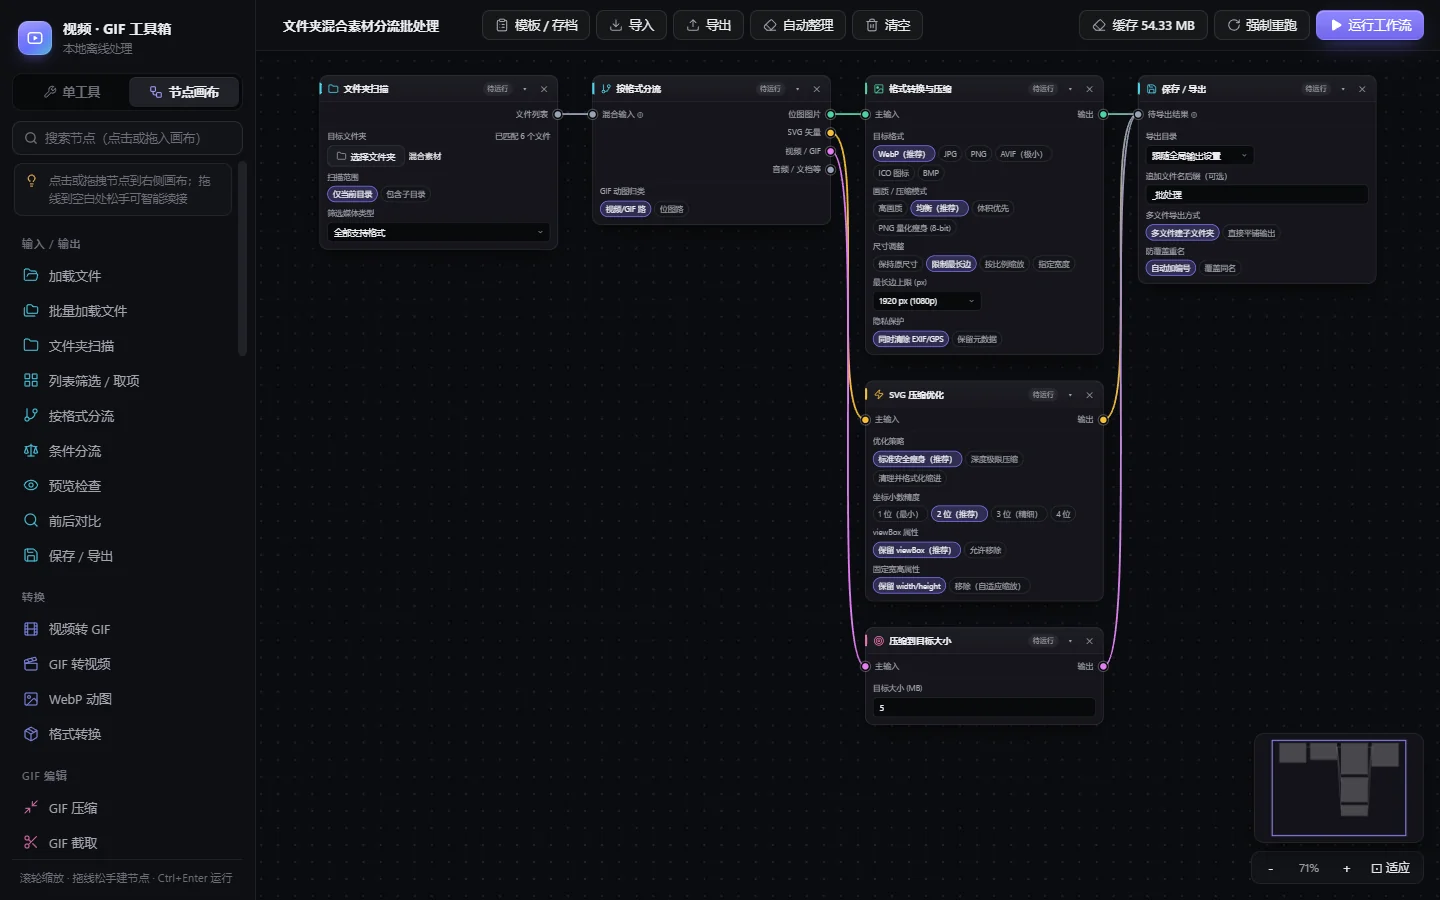 视频 · GIF 工具箱
本地离线处理
单工具
节点画布
搜索节点（点击或拖入画布）
点击或拖拽节点到右侧画布；拖
线到空白处松手可智能续接
输入 / 输出
加载文件
批量加载文件
文件夹扫描
列表筛选 / 取项
按格式分流
条件分流
预览检查
前后对比
保存 / 导出
转换
视频转 GIF
GIF 转视频
WebP 动图
格式转换
GIF 编辑
GIF 压缩
GIF 截取
滚轮缩放 · 拖线松手建节点 · Ctrl+Enter 运行
文件夹混合素材分流批处理
模板 / 存档
导入
导出
自动整理
清空
缓存 54.33 MB
强制重跑
运行工作流
文件夹扫描
待运行
文件列表
目标文件夹
已匹配 6 个文件
选择文件夹
混合素材
扫描范围
仅当前目录
包含子目录
筛选媒体类型
全部支持格式
按格式分流
待运行
混合输入
位图图片
SVG 矢量
视频 / GIF
音频 / 文档等
GIF 动图归类
视频/GIF 路
位图路
格式转换与压缩
待运行
主输入
输出
目标格式
WebP（推荐）
JPG
PNG
AVIF（极小）
ICO 图标
BMP
画质 / 压缩模式
高画质
均衡（推荐）
体积优先
PNG 量化瘦身 (8-bit)
尺寸调整
保持原尺寸
限制最长边
按比例缩放
指定宽度
最长边上限 (px)
1920 px (1080p)
隐私保护
同时清除 EXIF/GPS
保留元数据
SVG 压缩优化
待运行
主输入
输出
优化策略
标准安全瘦身（推荐）
深度极限压缩
清理并格式化缩进
坐标小数精度
1 位（最小）
2 位（推荐）
3 位（精细）
4 位
viewBox 属性
保留 viewBox（推荐）
允许移除
固定宽高属性
保留 width/height
移除（自适应缩放）
压缩到目标大小
待运行
主输入
输出
目标大小 (MB)
5
保存 / 导出
待运行
待导出结果
导出目录
跟随全局输出设置
追加文件名后缀（可选）
_批处理
多文件导出方式
多文件建子文件夹
直接平铺输出
防覆盖重名
自动加编号
覆盖同名
-
71%
+
适应